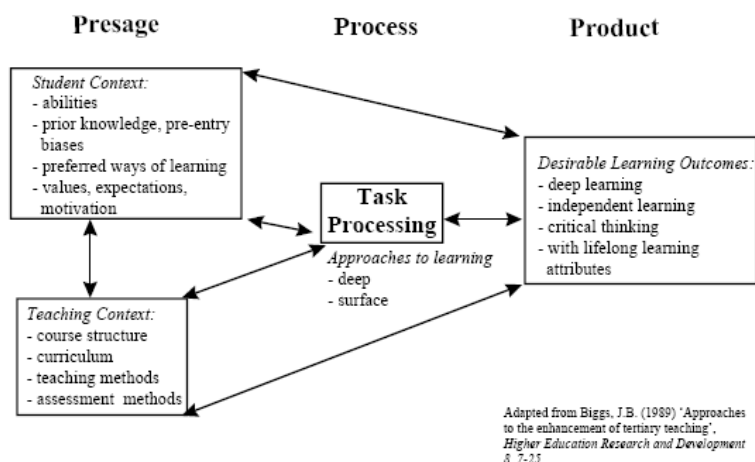 Presage
Process
Product
Student Context:
- abilities
- prior knowledge, pre-entry
biases
- preferred ways of learning
- values, expectations,
motivation
Teaching Context:
- course structure
- curriculum
- teaching methods
- assessment methods
Task
Processing
Approaches to learning
- deep
- surface
Desirable Learning Outcomes:
- deep learning
- independent learning
- critical thinking
- with lifelong learning
attributes
Adapted from Biggs, J.B. (1989) 'Approaches
to the enhancement of tertiary teaching',
Higher Education Research and Development
8, 7-25